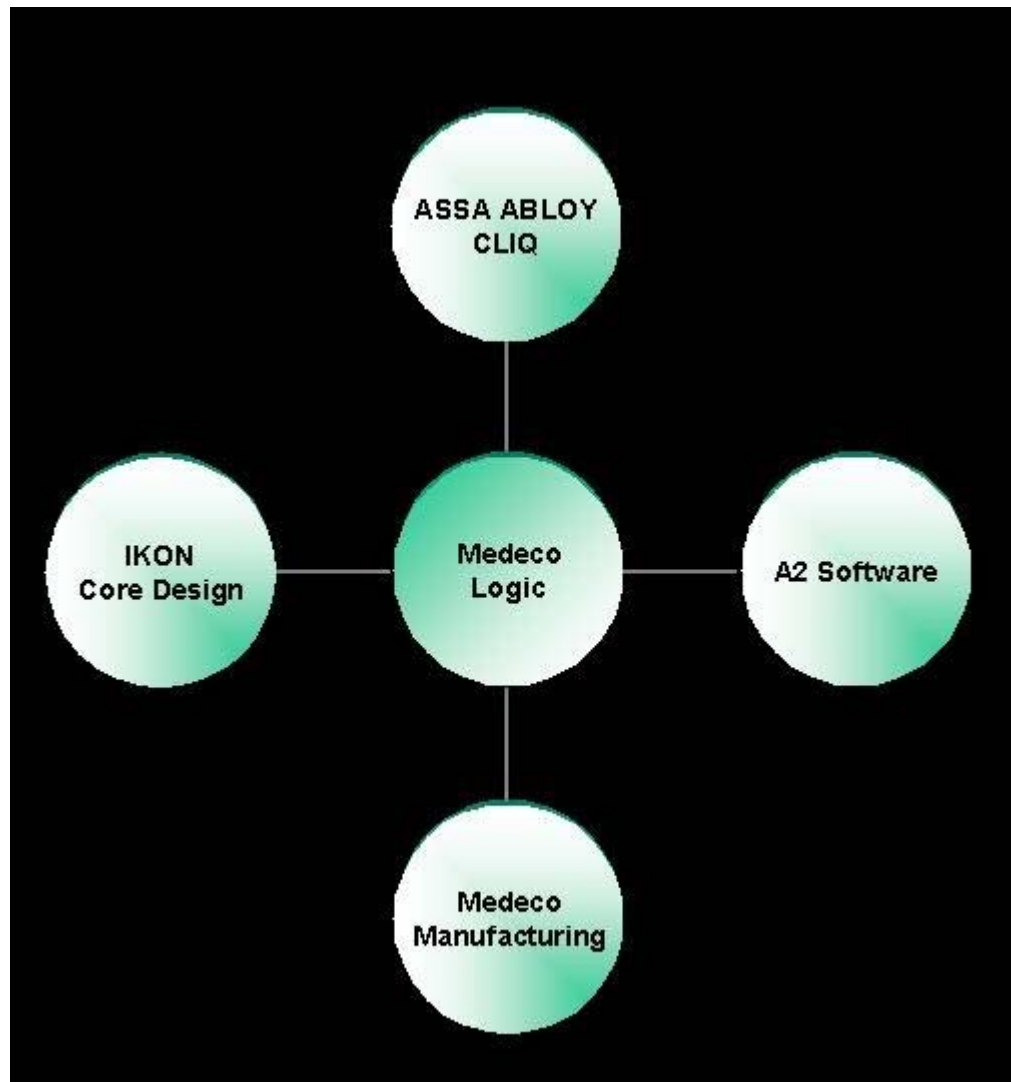 ASSA ABLOY
CLIQ
IKON
Core Design
Medeco
Logic
A2 Software
Medeco
Manufacturing